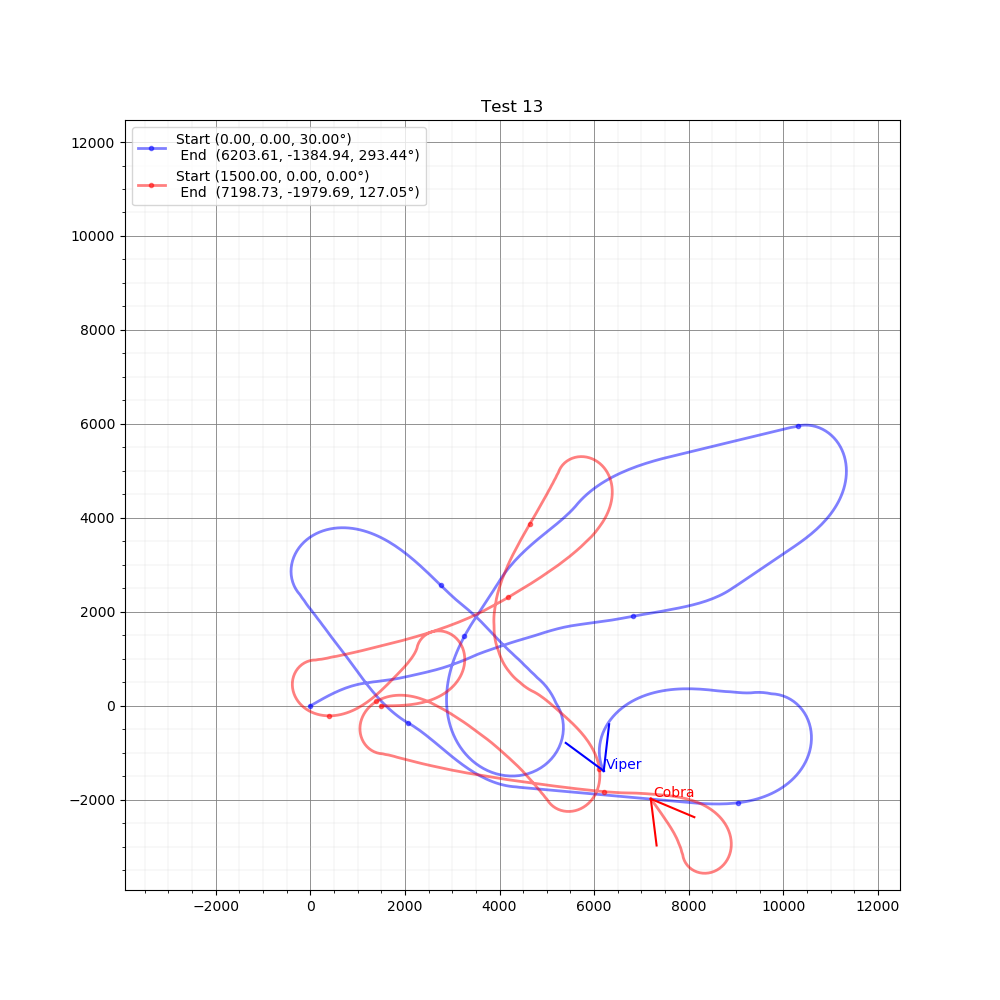 Test 13
Start (0.00, 0.00, 30.00°)
End (6203.61, -1384.94, 293.44°)
Start (1500.00, 0.00, 0.00°)
End (7198.73, -1979.69, 127.05°)
12000
10000
8000
6000
4000
2000
0
−2000
Viper
Cobra
−2000 0 2000 4000 6000 8000 10000 12000